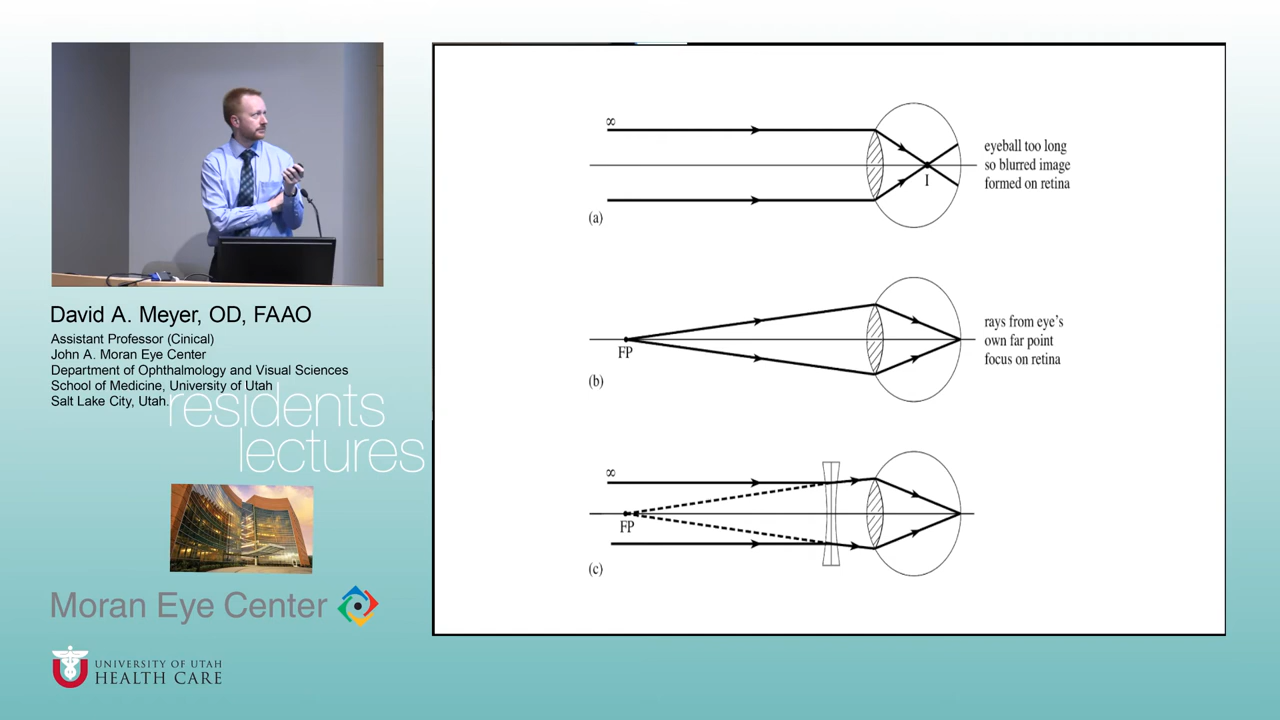 David A. Meyer, OD, FAAO
Assistant Professor (Cinical)
John A. Moran Eye Center
Department of Ophthalmology and Visual Sciences
School of Medicine, University of Utah
Salt Lake City, Utah.
residents
lectures
Moran Eye Center
U
UNIVERSITY OF UTAH
HEALTH CARE
∞
I
(a)
eyeball too long
so blurred image
formed on retina
FP
(b)
rays from eye's
own far point
focus on retina
∞
FP
(c)